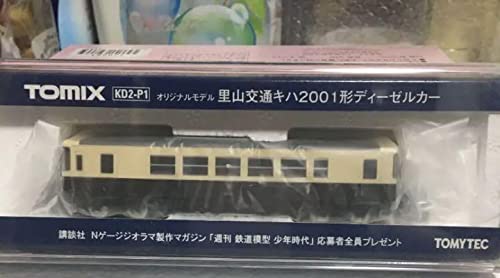 TOMIX KD2-P1 オリジナルモデル 里山交通キハ2001形ディーゼルカー
講談社 Nゲージジオラマ製作マガジン「週刊 鉄道模型 少年時代」応募者全員プレゼント TOMYTEC